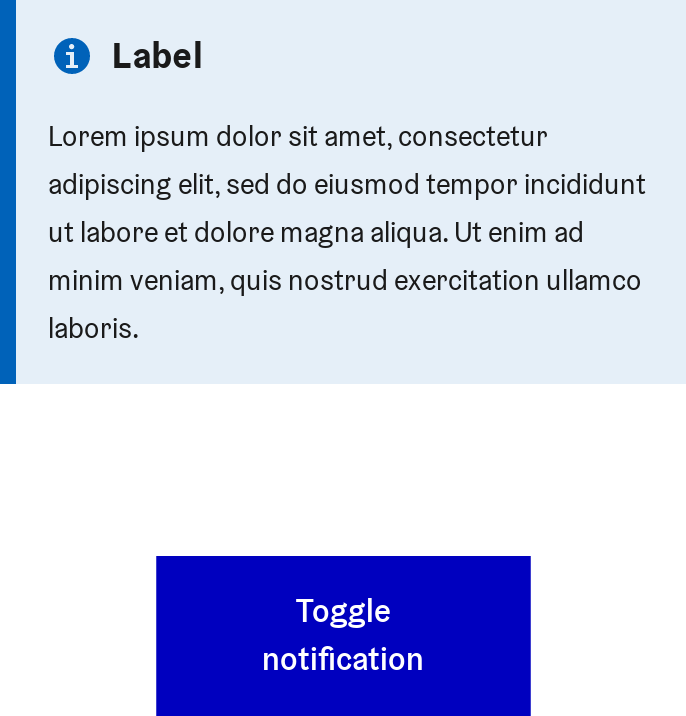 Label
Lorem ipsum dolor sit amet, consectetur
adipiscing elit, sed do eiusmod tempor incididunt
ut labore et dolore magna aliqua. Ut enim ad
minim veniam, quis nostrud exercitation ullamco
laboris.
Toggle
notification